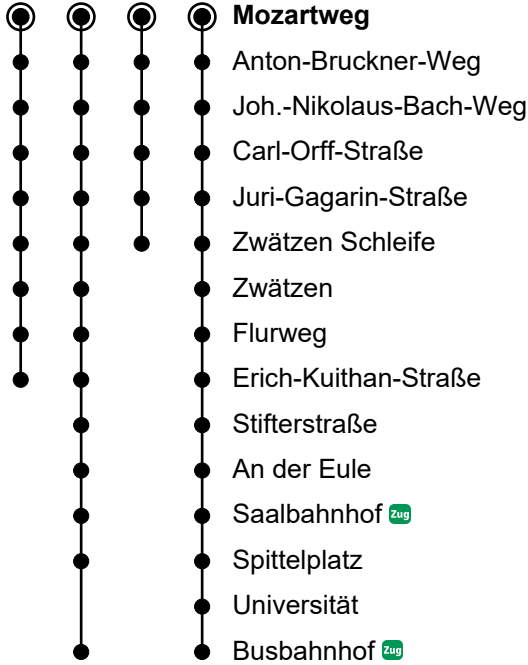 Mozartweg
Anton-Bruckner-Weg
Joh.-Nikolaus-Bach-Weg
Carl-Orff-Straße
Juri-Gagarin-Straße
Zwätzen Schleife
Zwätzen
Flurweg
Erich-Kuithan-Straße
Stifterstraße
An der Eule
Saalbahnhof Zug
Spittelplatz
Universität
Busbahnhof Zug